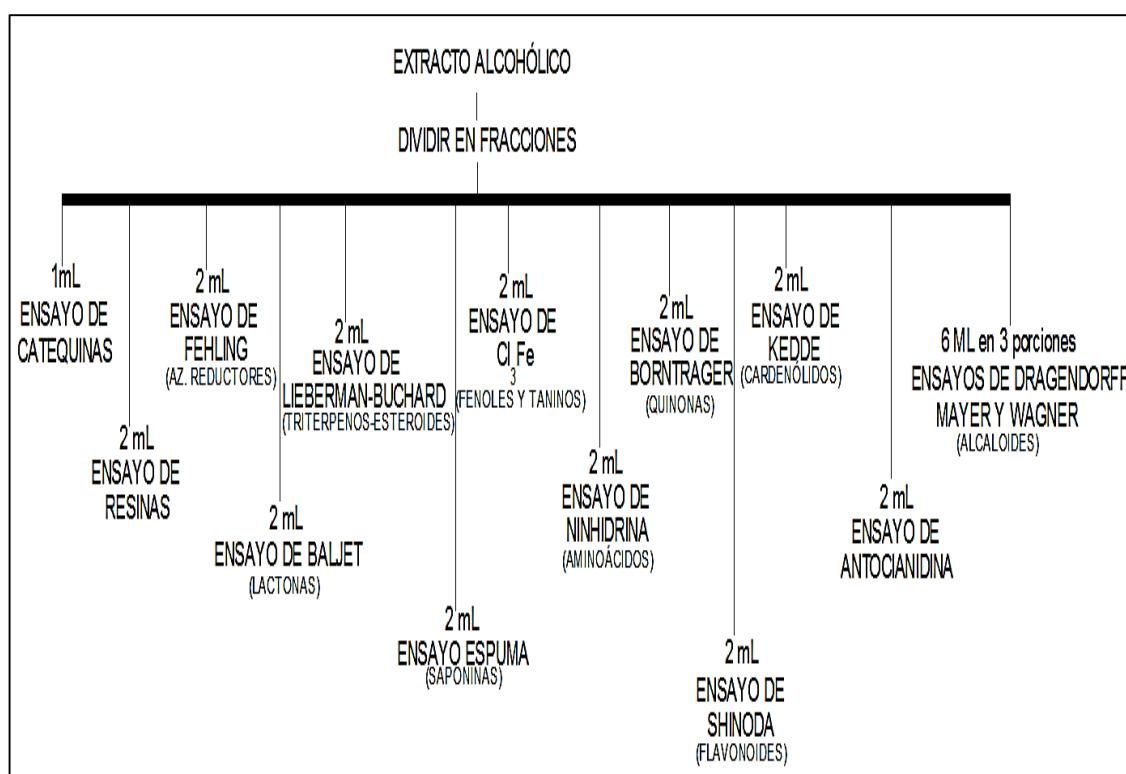 EXTRACTO ALCOHÓLICO
DIVIDIR EN FRACCIONES
1mL
ENSAYO DE
CATEQUINAS
2 mL
ENSAYO DE
RESINAS
2 mL
ENSAYO DE
FEHLING
(AZ. REDUCTORES)
2 mL
ENSAYO DE BALJET
(LACTONAS)
2 mL
ENSAYO DE
LIEBERMAN-BUCHARD
(TRITERPENOS-ESTEROIDES)
2 mL
ENSAYO ESPUMA
(SAPONINAS)
2 mL
ENSAYO DE
Cl Fe
3
(FENOLES Y TANINOS)
2 mL
ENSAYO DE
NINHIDRINA
(AMINOÁCIDOS)
2 mL
ENSAYO DE
BORNTRAGER
(QUINONAS)
2 mL
ENSAYO DE
SHINODA
(FLAVONOIDES)
2 mL
ENSAYO DE
KEDDE
(CARDENÓLIDOS)
2 mL
ENSAYO DE
ANTOCIANIDINA
6 ML en 3 porciones
ENSAYOS DE DRAGENDORFF
MAYER Y WAGNER
(ALCALOIDES)